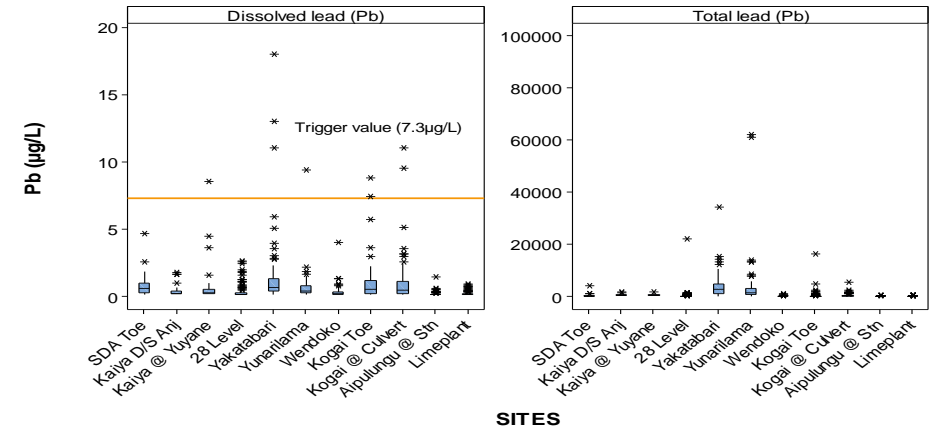 Dissolved lead (Pb)
Total lead (Pb)
Pb (µg/L)
20
15
10
5
0
Trigger value (7.3µg/L)
100000
80000
60000
40000
20000
0
SDA Toe
Kaiya D/S Anj
Kaiya @ Yuyane
28 Level
Yakatabari
Yunarilama
Wendoko
Kogai Toe
Kogai @ Culvert
Aipulungu @ Stn
Limeplant
SDA Toe
Kaiya D/S Anj
Kaiya @ Yuyane
28 Level
Yakatabari
Yunarilama
Wendoko
Kogai Toe
Kogai @ Culvert
Aipulungu @ Stn
Limeplant
SITES